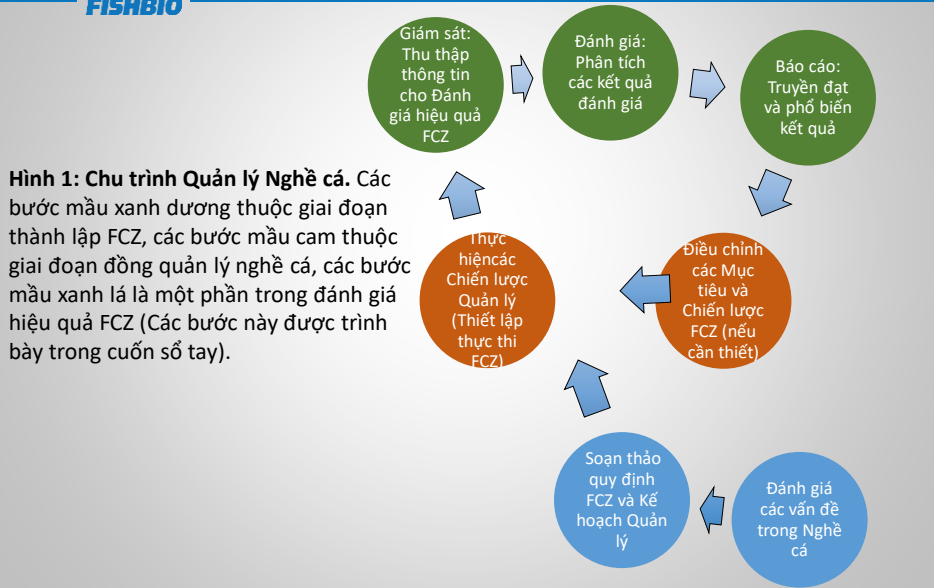 FISHBIO
Giám sát:
Thu thập
thông tin
cho Đánh
giá hiệu quả
FCZ
Đánh giá:
Phân tích
các kết quả
đánh giá
Báo cáo:
Truyền đạt
và phổ biến
kết quả
Hình 1: Chu trình Quản lý Nghề cá. Các
bước mầu xanh dương thuộc giai đoạn
thành lập FCZ, các bước mầu cam thuộc
giai đoạn đồng quản lý nghề cá, các bước
mầu xanh lá là một phần trong đánh giá
hiệu quả FCZ (Các bước này được trình
bày trong cuốn sổ tay).
Thực
hiệncác
Chiến lược
Quản lý
(Thiết lập
thực thi
FCZ)
Điều chỉnh
các Mục
tiêu và
Chiến lược
FCZ (nếu
cần thiết)
Soạn thảo
quy định
FCZ và Kế
hoạch Quản
lý
Đánh giá
các vấn đề
trong Nghề
cá